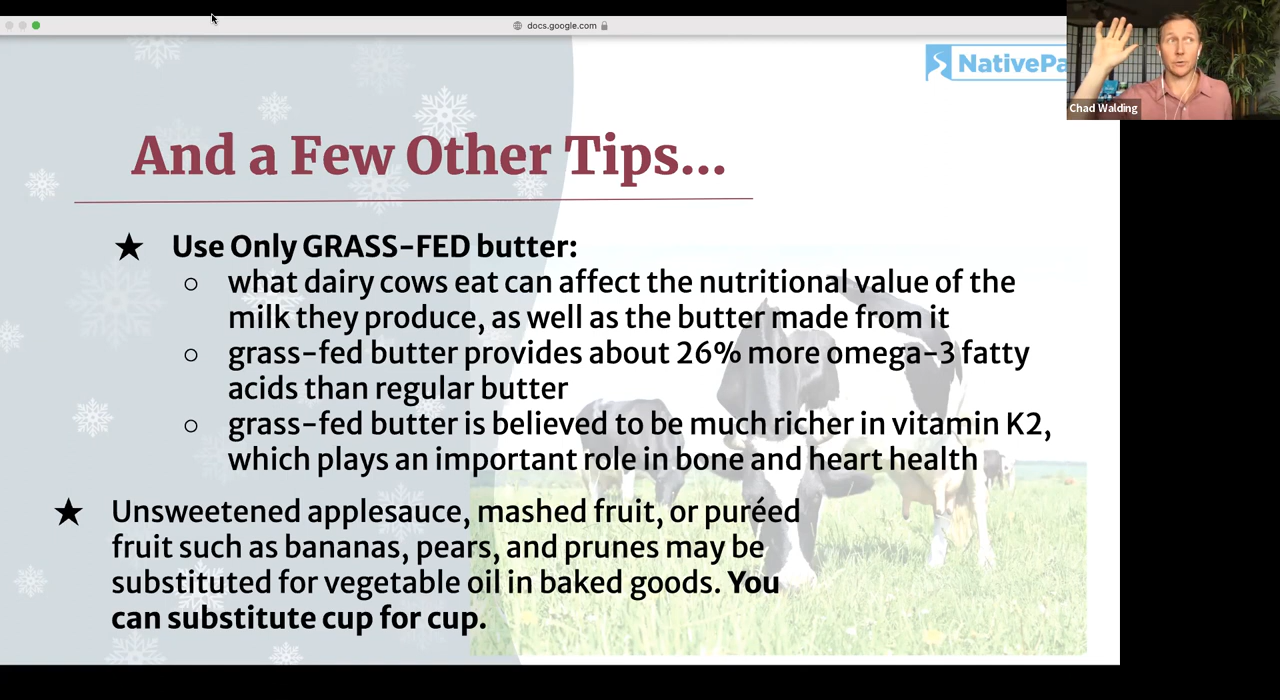 docs.google.com
NativePa
Chad Walding
And a Few Other Tips...
★ Use Only GRASS-FED butter:
○ what dairy cows eat can affect the nutritional value of the
milk they produce, as well as the butter made from it
○ grass-fed butter provides about 26% more omega-3 fatty
acids than regular butter
○ grass-fed butter is believed to be much richer in vitamin K2,
which plays an important role in bone and heart health
★ Unsweetened applesauce, mashed fruit, or puréed
fruit such as bananas, pears, and prunes may be
substituted for vegetable oil in baked goods. You
can substitute cup for cup.